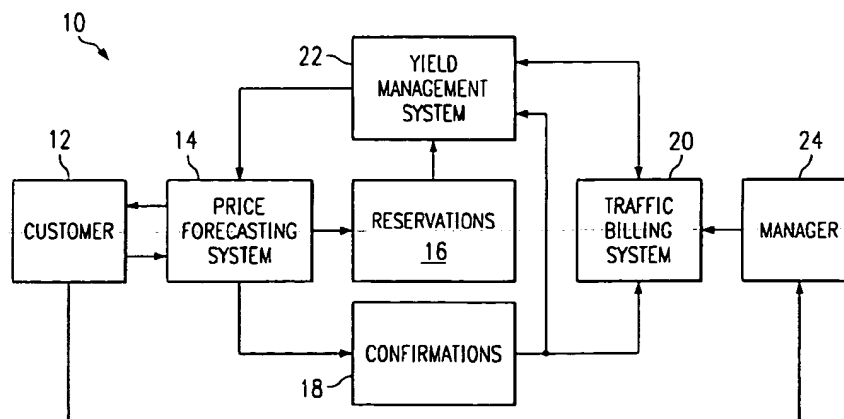 10
22
YIELD
MANAGEMENT
SYSTEM
12
CUSTOMER
14
PRICE
FORECASTING
SYSTEM
RESERVATIONS
16
20
TRAFFIC
BILLING
SYSTEM
24
MANAGER
CONFIRMATIONS
18